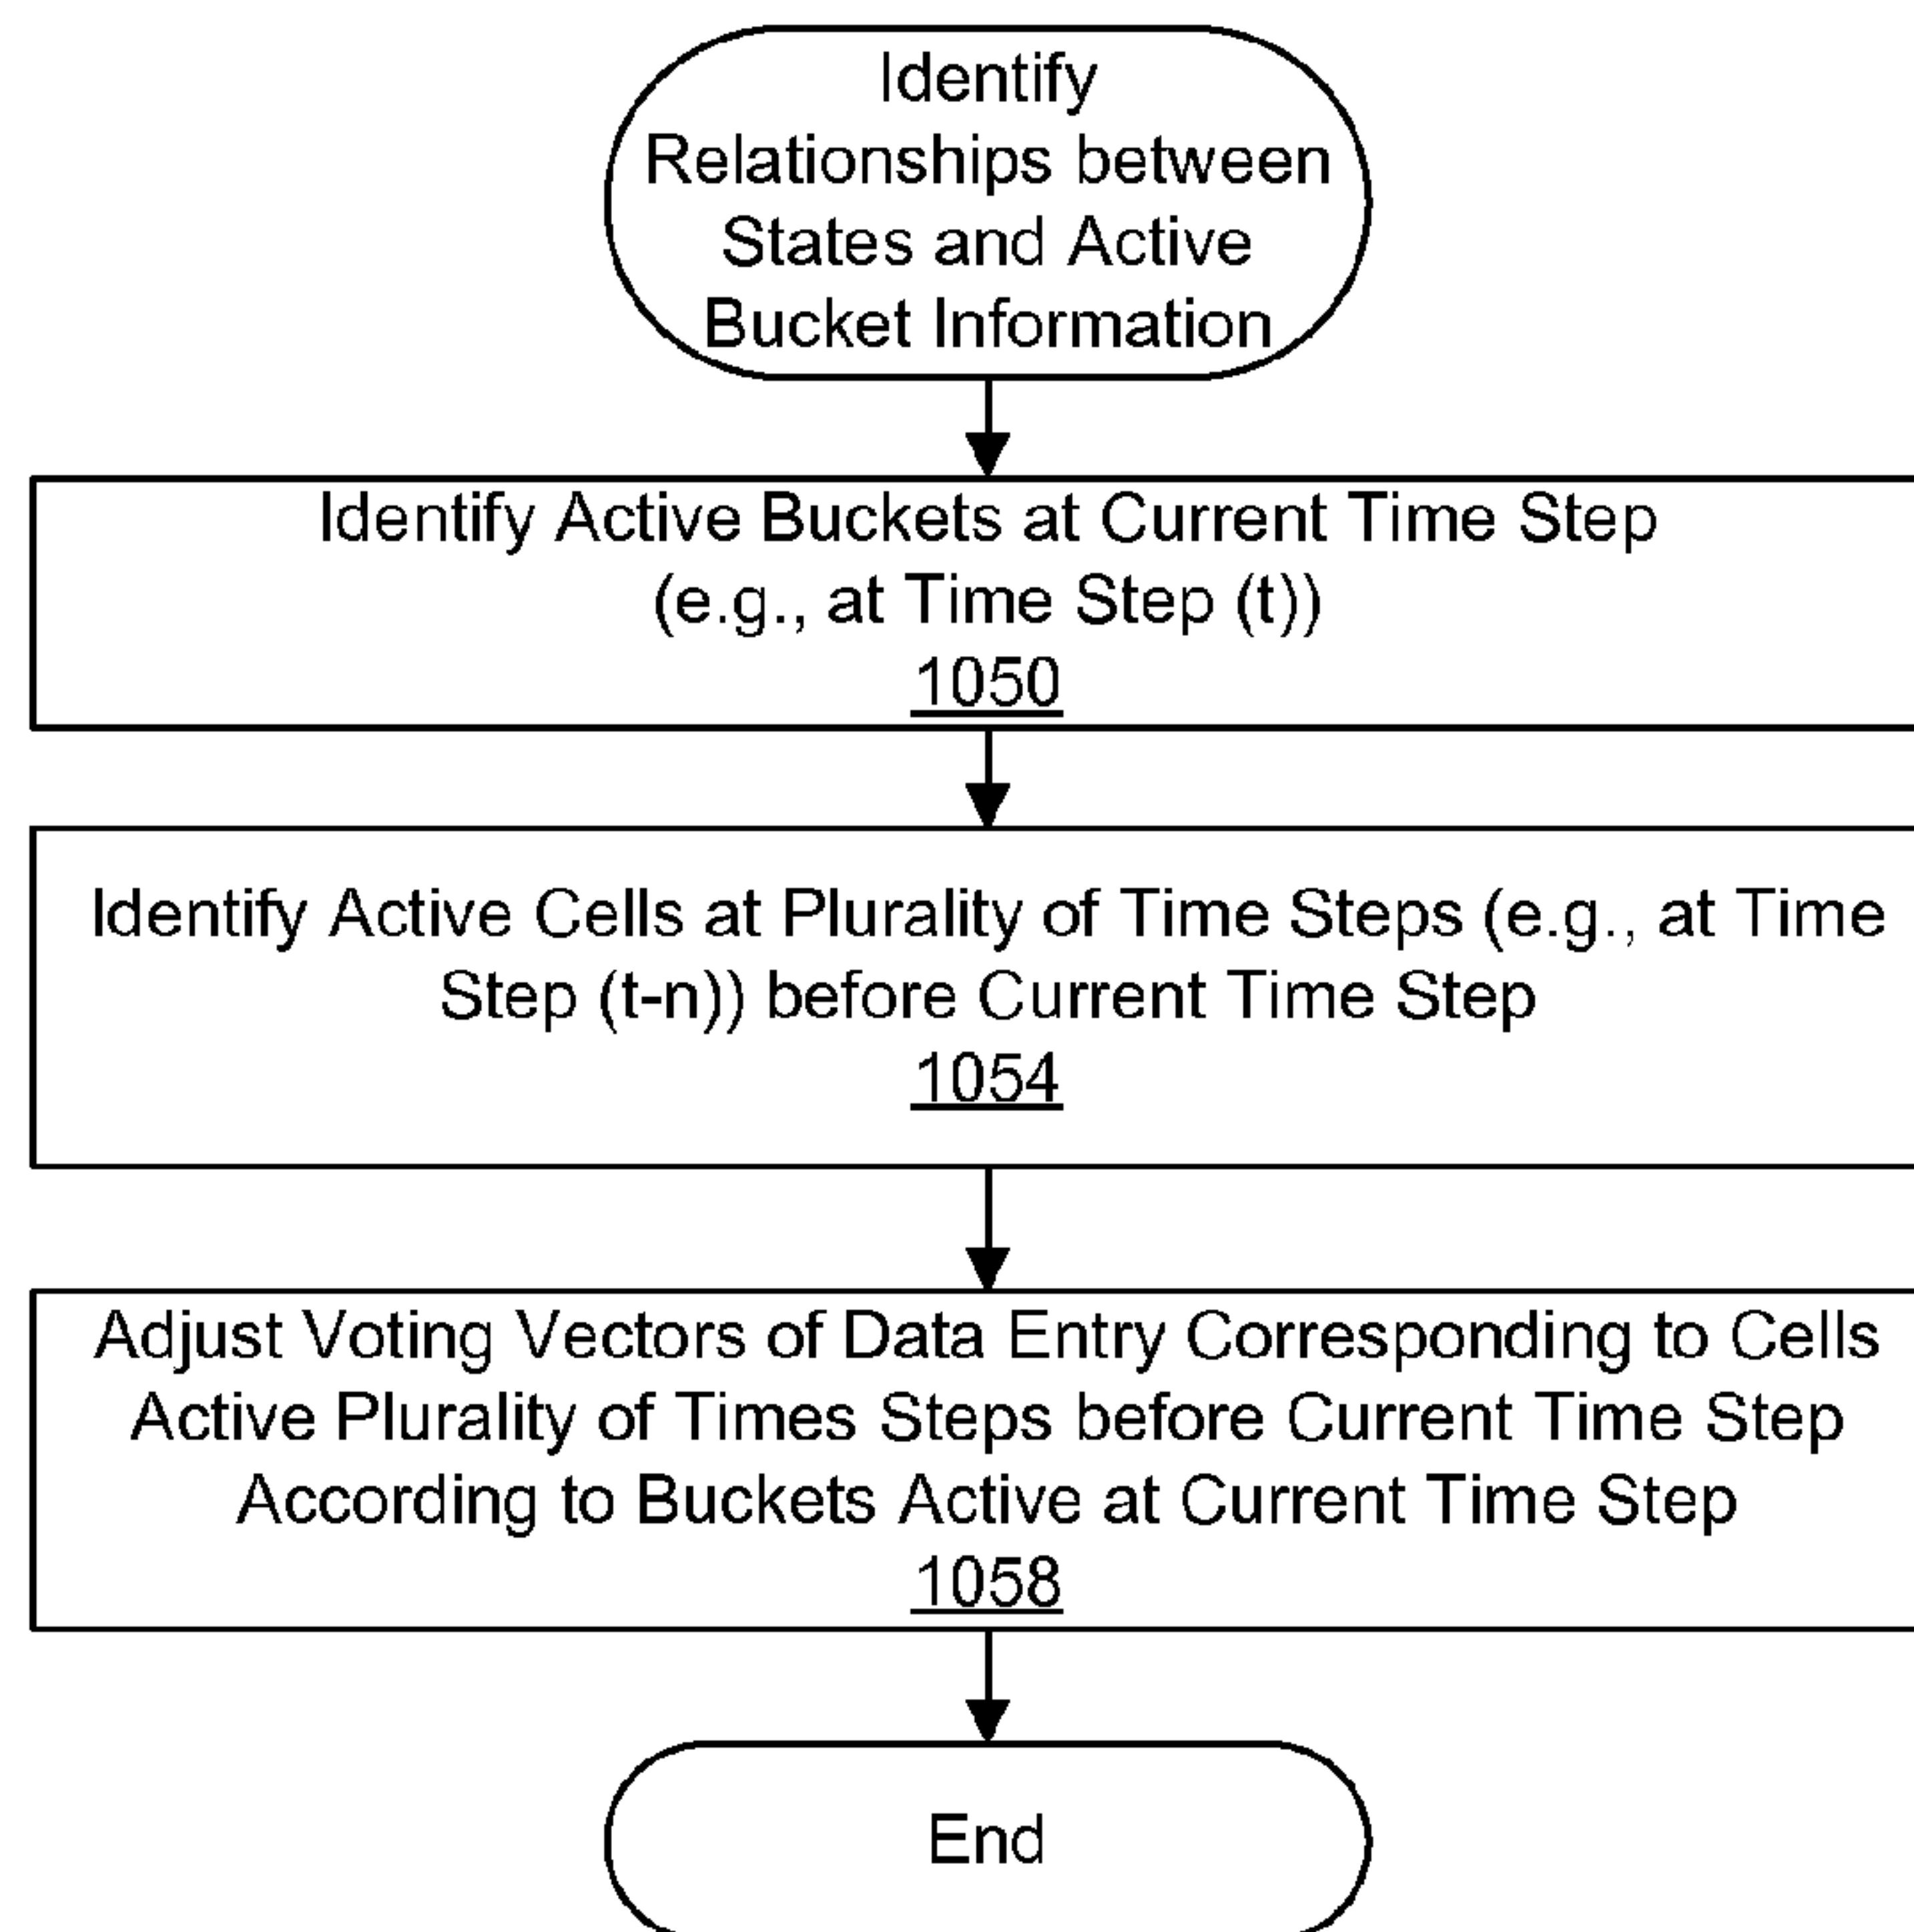 Identify
Relationships between
States and Active
Bucket Information
Identify Active Buckets at Current Time Step
(e.g., at Time Step (t))
1050
Identify Active Cells at Plurality of Time Steps (e.g., at Time
Step (t-n)) before Current Time Step
1054
Adjust Voting Vectors of Data Entry Corresponding to Cells
Active Plurality of Times Steps before Current Time Step
According to Buckets Active at Current Time Step
1058
End